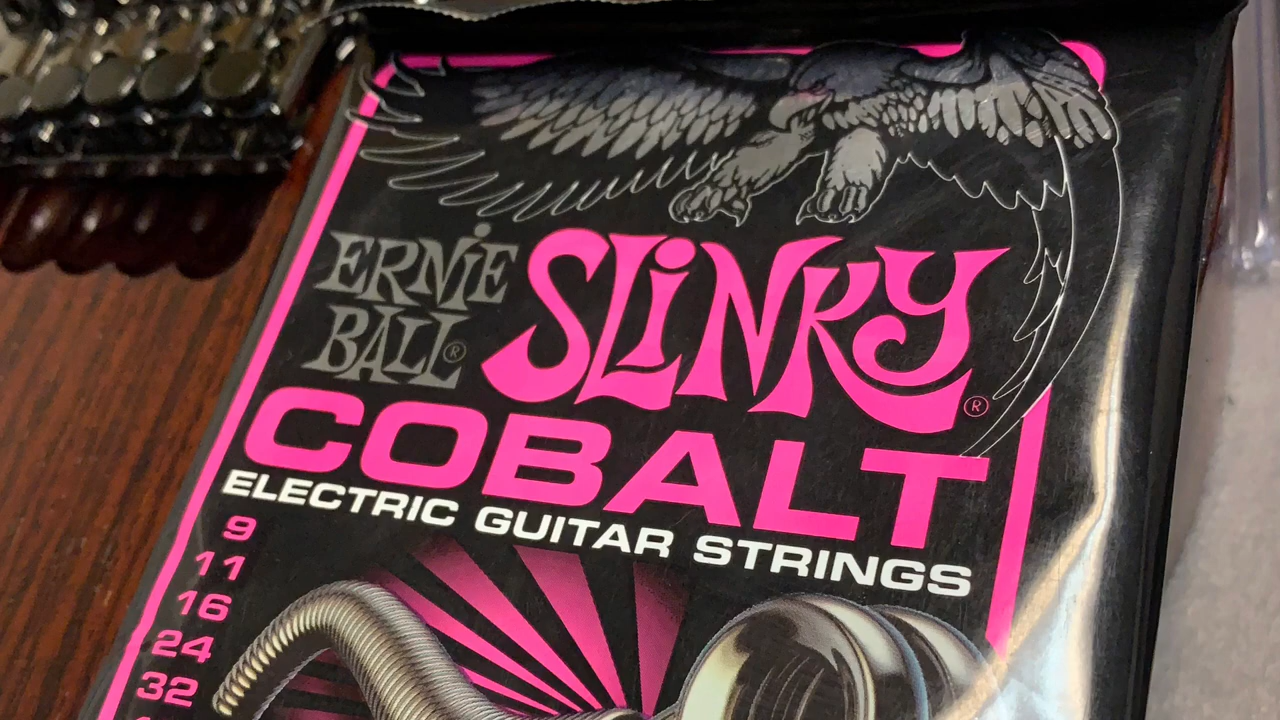 ERNiE
BALL®
SLiNKY®
COBALT
ELECTRIC GUITAR STRINGS
9
11
16
24
32